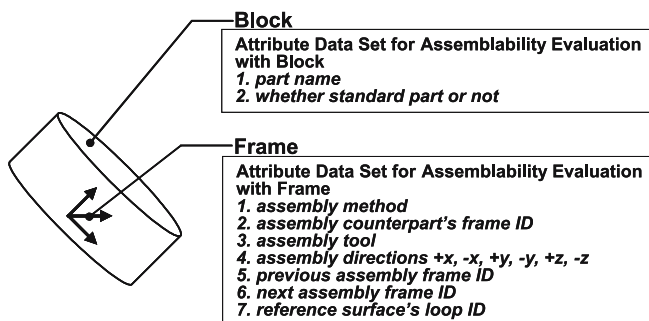 Block
Attribute Data Set for Assemblability Evaluation
with Block
1. part name
2. whether standard part or not
Frame
Attribute Data Set for Assemblability Evaluation
with Frame
1. assembly method
2. assembly counterpart's frame ID
3. assembly tool
4. assembly directions +x, -x, +y, -y, +z, -z
5. previous assembly frame ID
6. next assembly frame ID
7. reference surface's loop ID